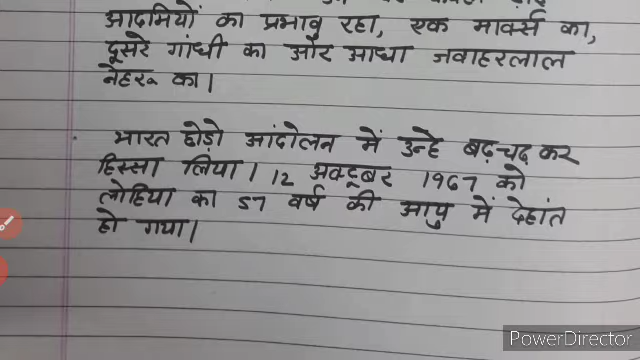 आदमियों का प्रभाव रहा, एक मार्क्स का,
दूसरे गांधी का और आधा जवाहरलाल
नेहरू का।
भारत छोड़ो आंदोलन में उन्हे बढ़चढ़ कर
हिस्सा लिया। 12 अक्टूबर 1967 को
लोहिया का 57 वर्ष की आयु में देहांत
हो गया।
PowerDirector